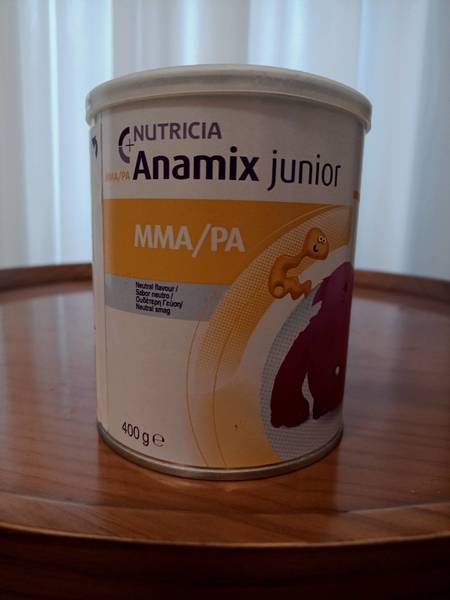 NUTRICIA
MMA/PA Anamix junior
MMA/PA
Neutral flavour /
Sabor neutro /
Ουδέτερη Γεύση/
Neutral smag
400 g ℮